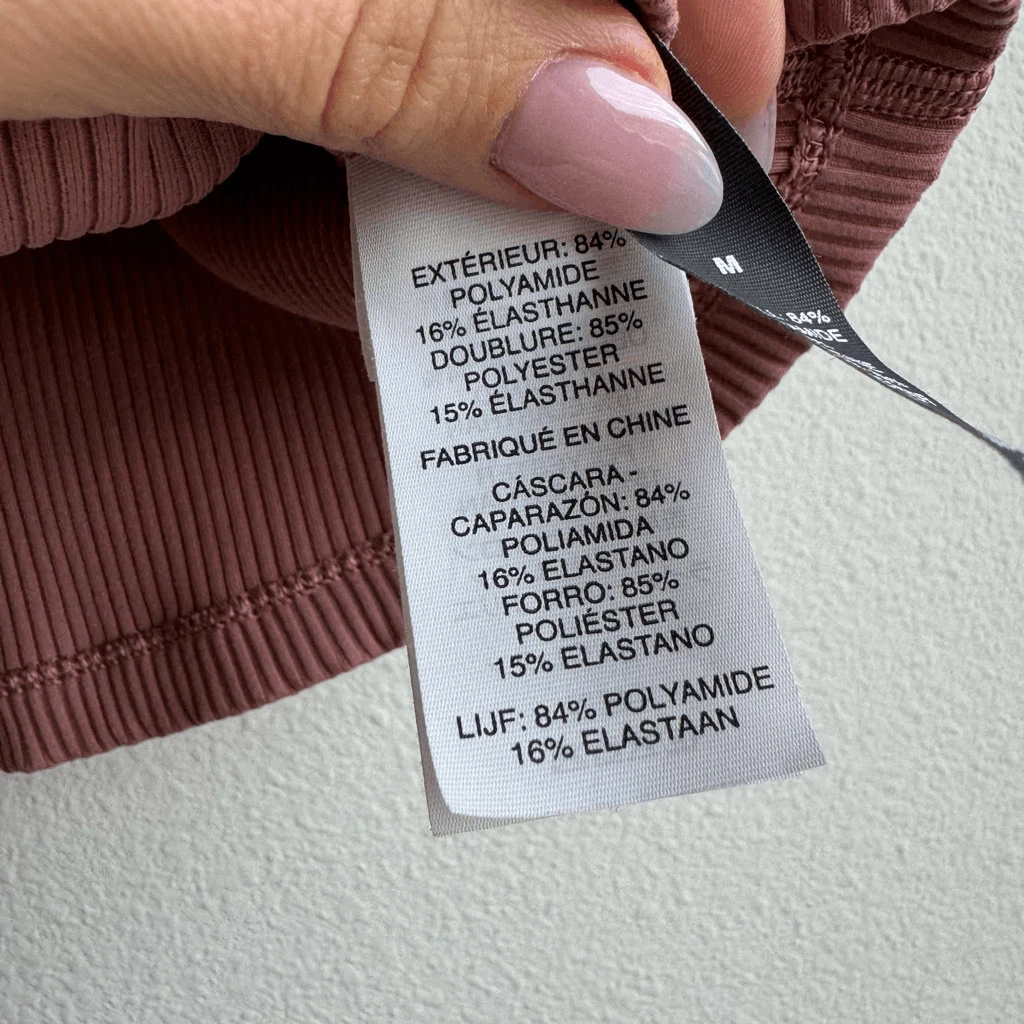 EXTÉRIEUR: 84%
POLYAMIDE
16% ÉLASTHANNE
DOUBLURE: 85%
POLYESTER
15% ÉLASTHANNE
FABRIQUÉ EN CHINE
CÁSCARA -
CAPARAZÓN: 84%
POLIAMIDA
16% ELASTANO
FORRO: 85%
POLIÉSTER
15% ELASTANO
LIJF: 84% POLYAMIDE
16% ELASTAAN
M
84%